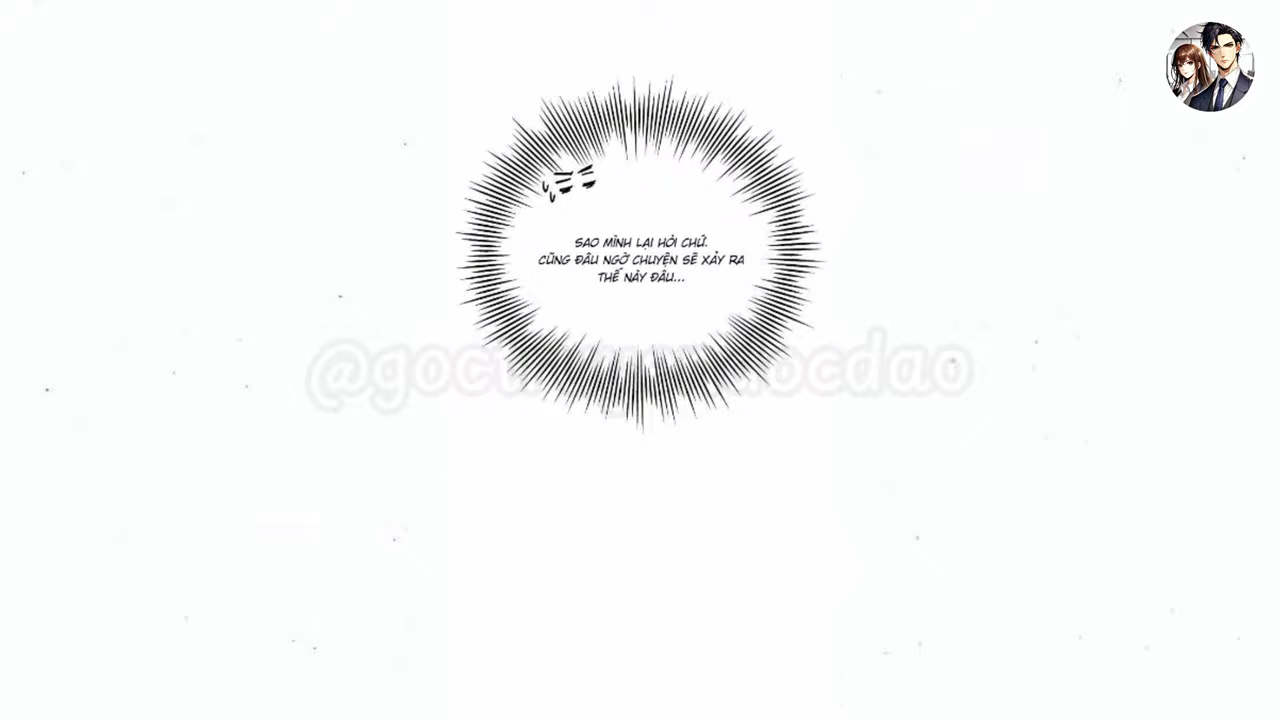 SAO MÌNH LẠI HỎI CHỨ.
CŨNG ĐÂU NGỜ CHUYỆN SẼ XẢY RA
THẾ NÀY ĐÂU...